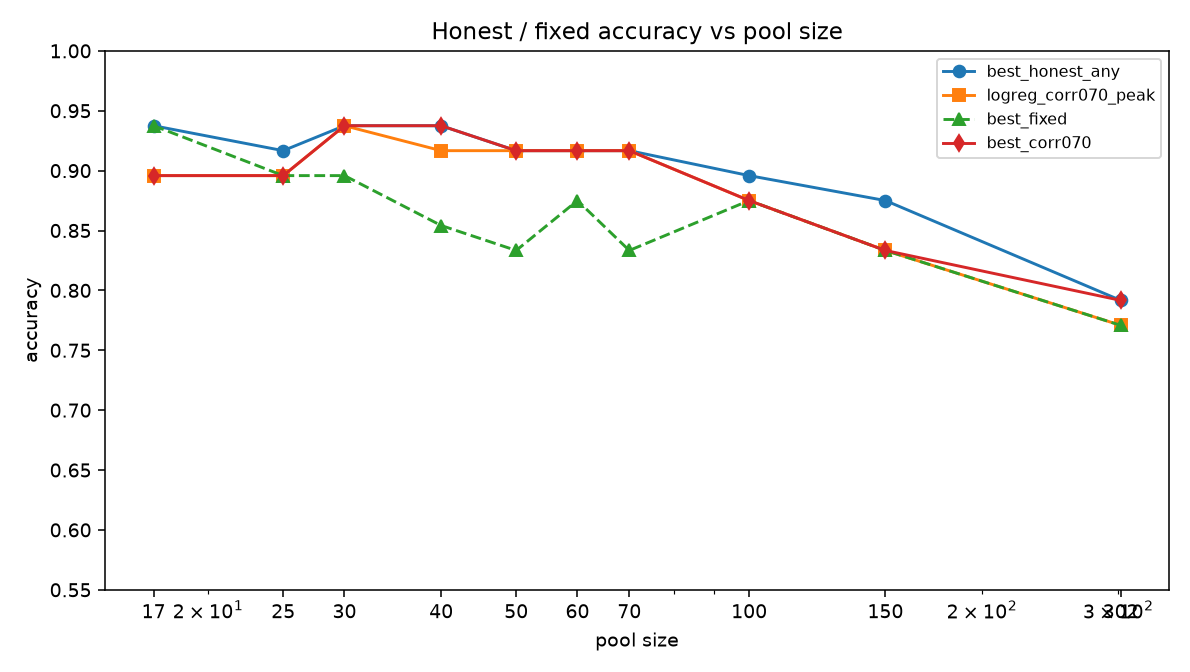 Honest / fixed accuracy vs pool size
1.00
0.95
0.90
0.85
0.80
0.75
0.70
0.65
0.60
0.55
accuracy
best_honest_any
logreg_corr070_peak
best_fixed
best_corr070
17 2 × 10¹ 25 30 40 50 60 70 100 150 2 × 10²
pool size